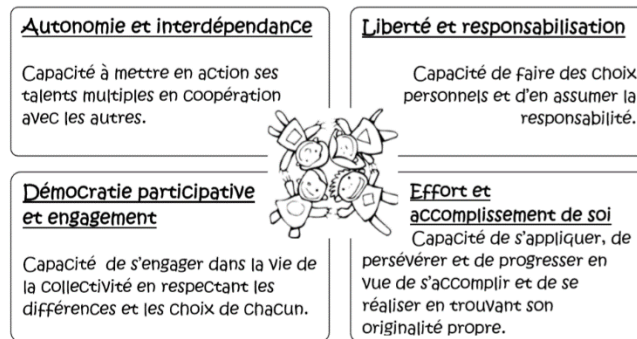 Autonomie et interdépendance
Capacité à mettre en action ses
talents multiples en coopération
avec les autres.
Liberté et responsabilisation
Capacité de faire des choix
personnels et d'en assumer la
responsabilité.
Démocratie participative
et engagement
Capacité de s'engager dans la vie de
la collectivité en respectant les
différences et les choix de chacun.
Effort et
accomplissement de soi
Capacité de s'appliquer, de
persévérer et de progresser en
vue de s'accomplir et de se
réaliser en trouvant son
originalité propre.